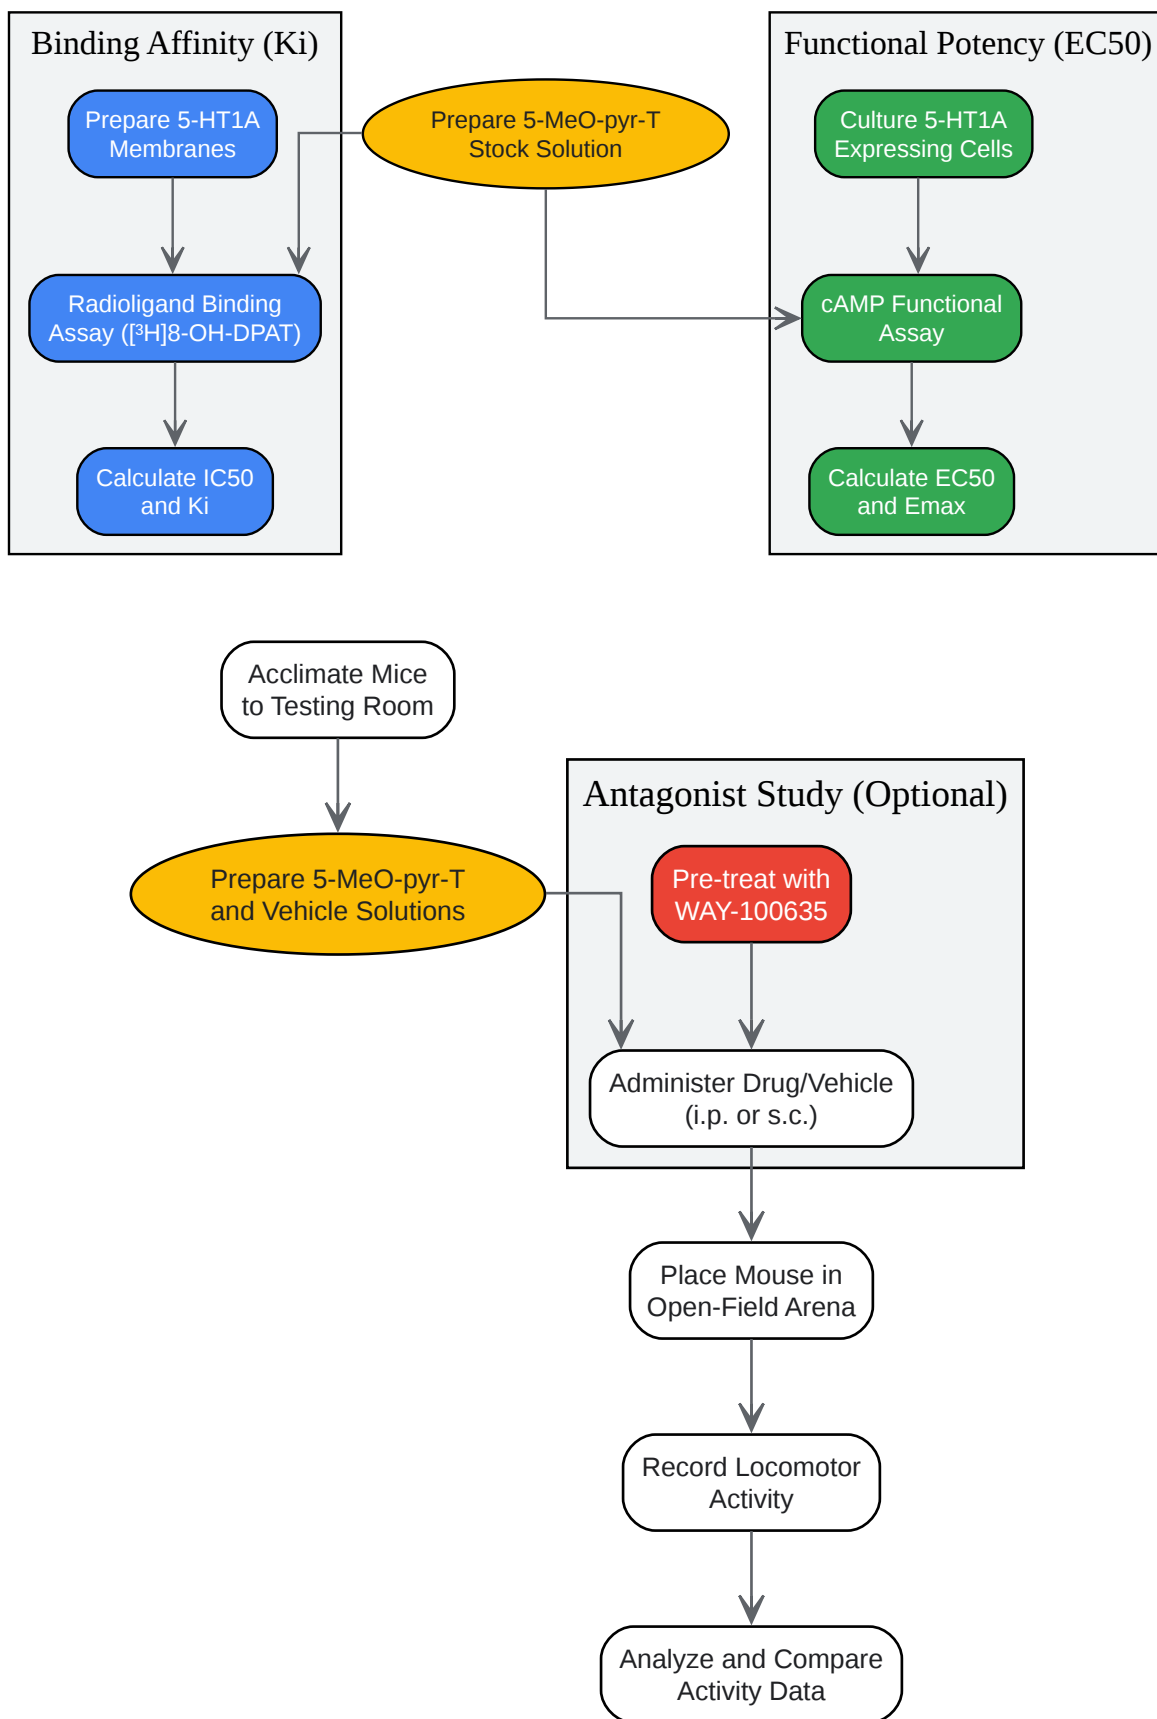 Binding Affinity (Ki)
Prepare 5-HT1A
Membranes
Radioligand Binding
Assay ([³H]8-OH-DPAT)
Calculate IC50
and Ki
Prepare 5-MeO-pyr-T
Stock Solution
Functional Potency (EC50)
Culture 5-HT1A
Expressing Cells
cAMP Functional
Assay
Calculate EC50
and Emax
Acclimate Mice
to Testing Room
Prepare 5-MeO-pyr-T
and Vehicle Solutions
Antagonist Study (Optional)
Pre-treat with
WAY-100635
Administer Drug/Vehicle
(i.p. or s.c.)
Place Mouse in
Open-Field Arena
Record Locomotor
Activity
Analyze and Compare
Activity Data